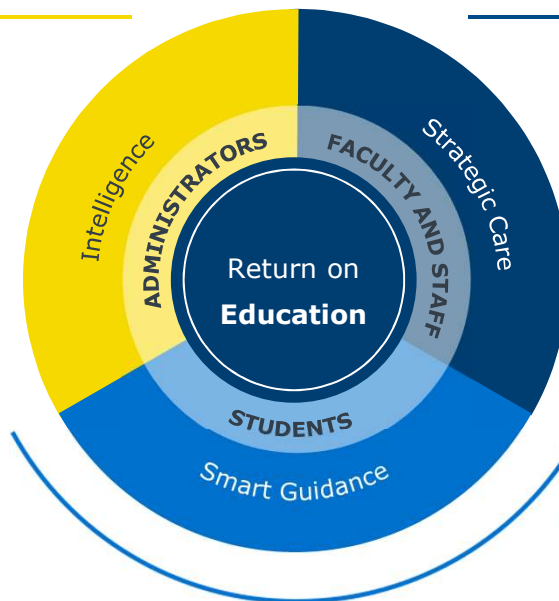 Intelligence
ADMINISTRATORS
FACULTY AND STAFF
Strategic Care
Return on
Education
STUDENTS
Smart Guidance